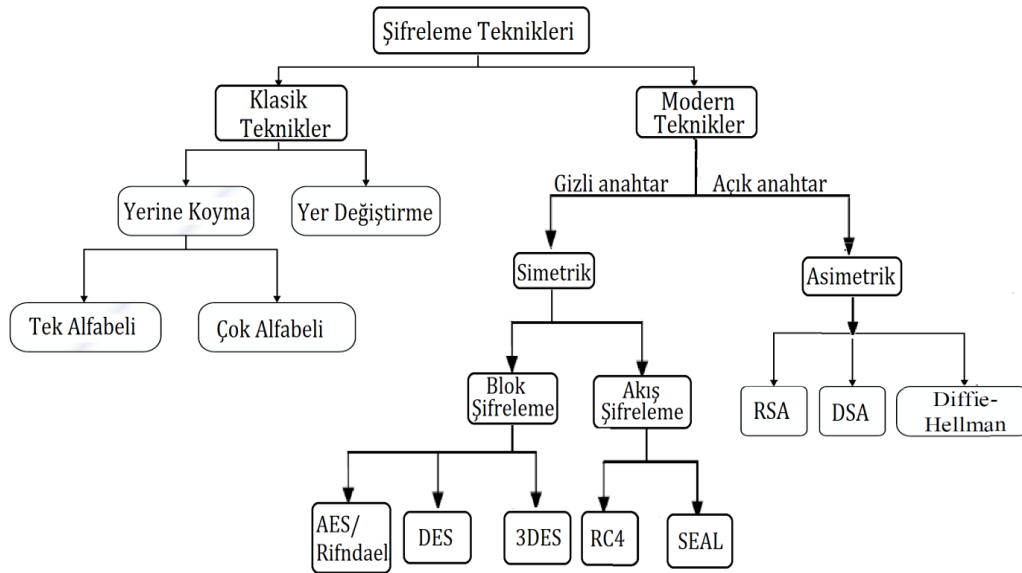 Şifreleme Teknikleri
Klasik
Teknikler
Modern
Teknikler
Gizli anahtar
Açık anahtar
Yerine Koyma
Yer Değiştirme
Simetrik
Asimetrik
Tek Alfabeli
Çok Alfabeli
Blok
Şifreleme
Akış
Şifreleme
RSA
DSA
Diffie-
Hellman
AES/
Rifndael
DES
3DES
RC4
SEAL